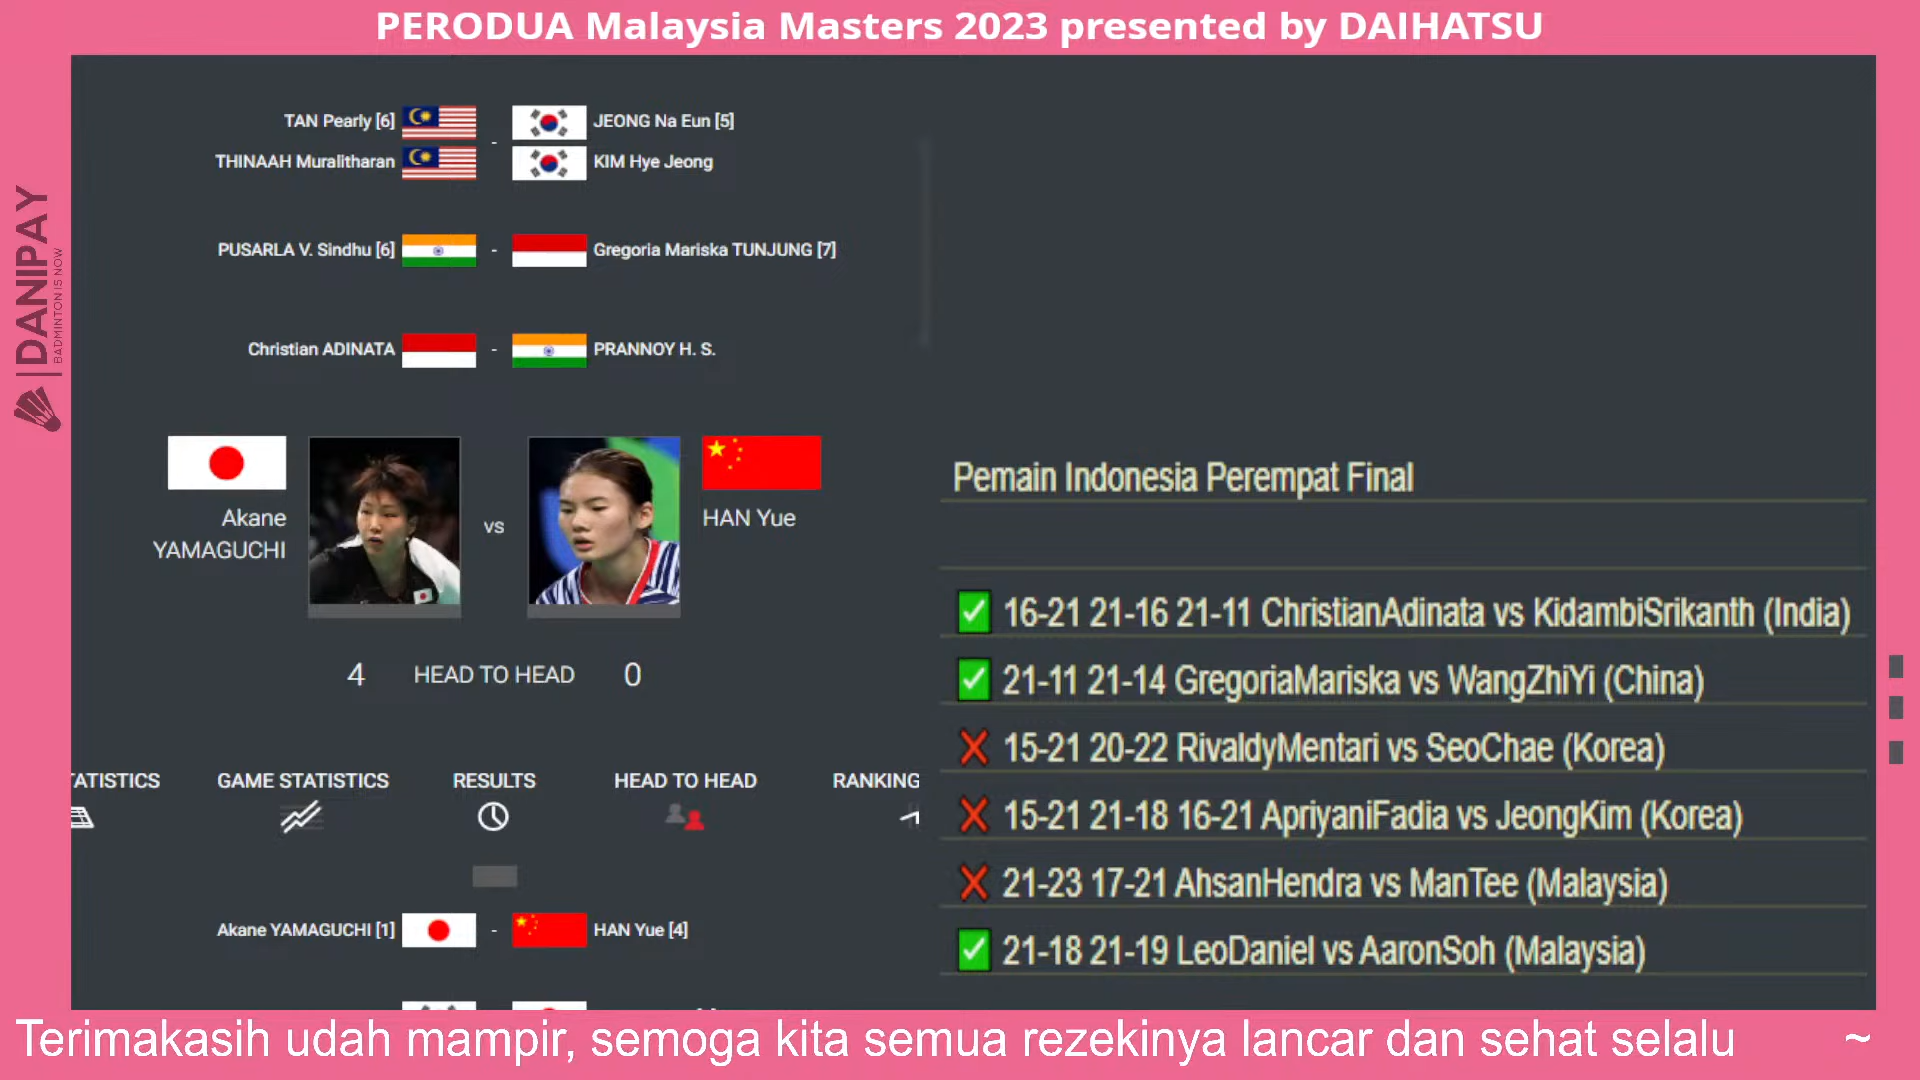 PERODUA Malaysia Masters 2023 presented by DAIHATSU
DANIPAY
BADMINTON IS NOW
TAN Pearly [6] - JEONG Na Eun [5]
THINAAH Muralitharan KIM Hye Jeong
PUSARLA V. Sindhu [6] - Gregoria Mariska TUNJUNG [7]
Christian ADINATA - PRANNOY H. S.
Akane
YAMAGUCHI
vs
HAN Yue
4 HEAD TO HEAD 0
TATISTICS GAME STATISTICS RESULTS HEAD TO HEAD RANKING
Akane YAMAGUCHI [1] - HAN Yue [4]
Pemain Indonesia Perempat Final
✅ 16-21 21-16 21-11 ChristianAdinata vs KidambiSrikanth (India)
✅ 21-11 21-14 GregoriaMariska vs WangZhiYi (China)
❌ 15-21 20-22 RivaldyMentari vs SeoChae (Korea)
❌ 15-21 21-18 16-21 ApriyaniFadia vs JeongKim (Korea)
❌ 21-23 17-21 AhsanHendra vs ManTee (Malaysia)
✅ 21-18 21-19 LeoDaniel vs AaronSoh (Malaysia)
Terimakasih udah mampir, semoga kita semua rezekinya lancar dan sehat selalu ~